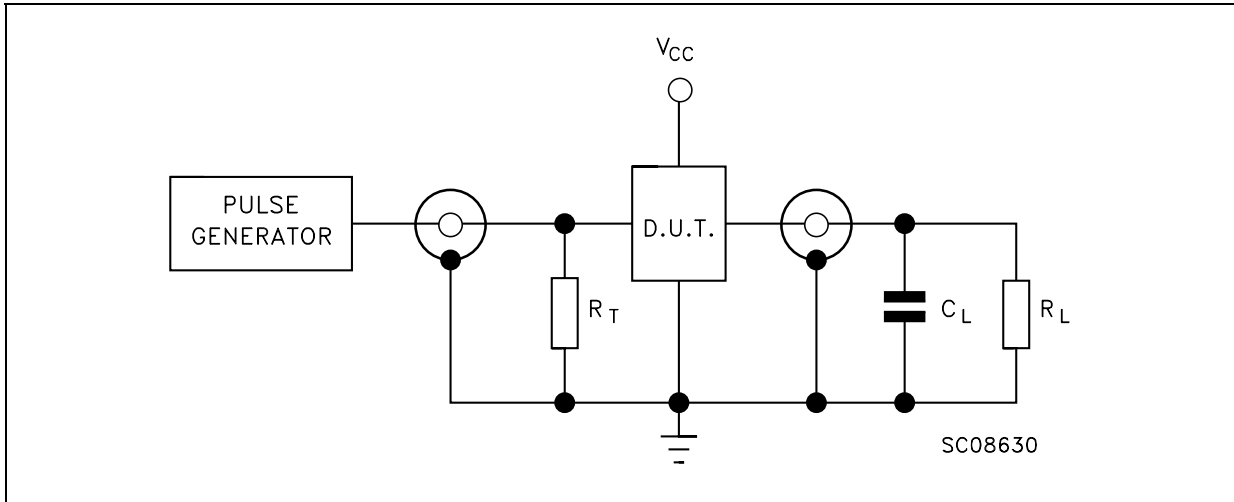 VCC
PULSE
GENERATOR
D.U.T.
RT
CL
RL
SC08630